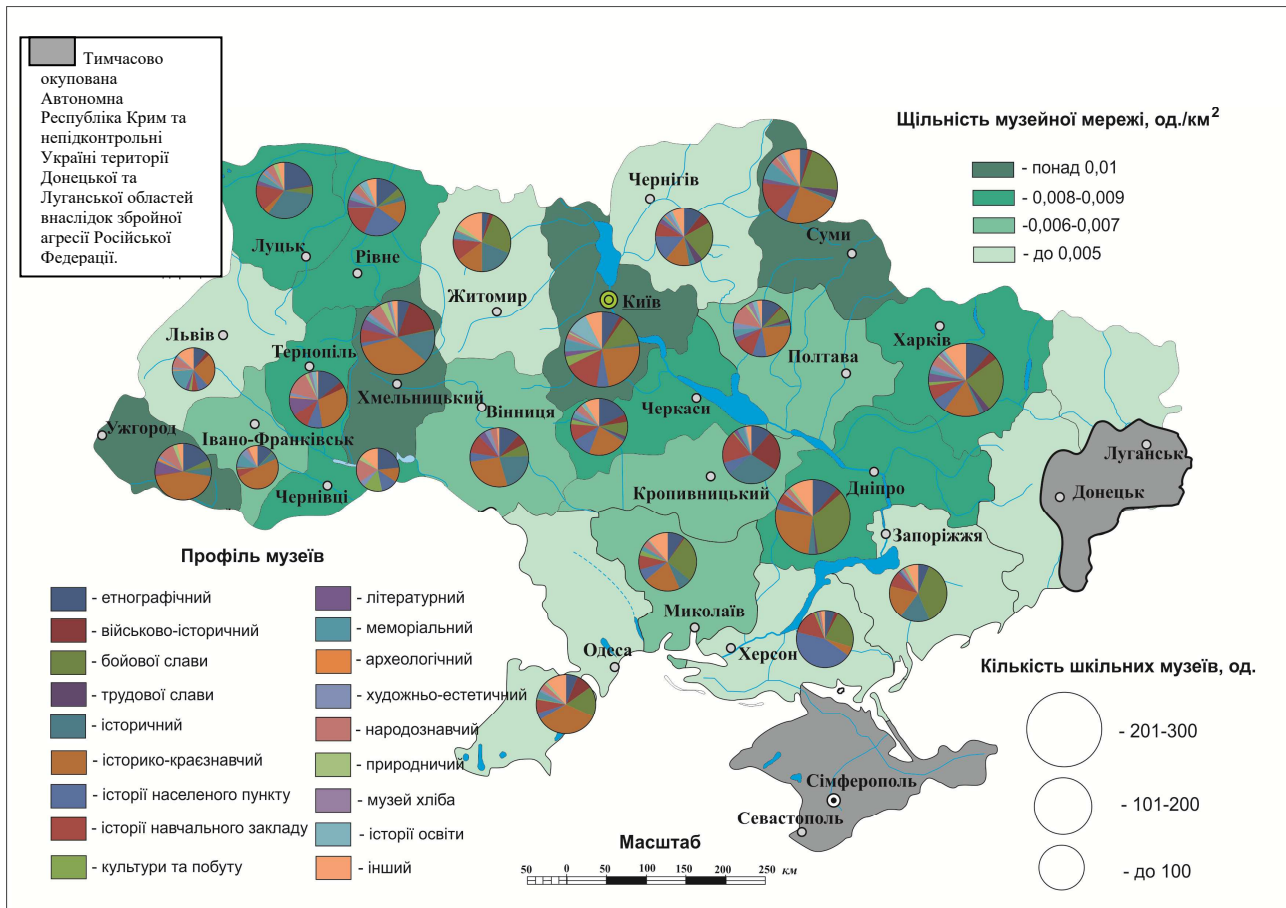 Тимчасово
окупована
Автономна
Республіка Крим та
непідконтрольні
Україні території
Донецької та
Луганської областей
внаслідок збройної
агресії Російської
Федерації.
Щільність музейної мережі, од./км²
- понад 0,01
- 0,008-0,009
-0,006-0,007
- до 0,005
Чернігів
Суми
Луцьк
Рівне
Житомир
Київ
Львів
Тернопіль
Хмельницький
Полтава
Харків
Вінниця
Черкаси
Ужгород
Івано-Франківськ
Чернівці
Кропивницький
Дніпро
Луганськ
Донецьк
Запоріжжя
Миколаїв
Одеса
Херсон
Сімферополь
Севастополь
Профіль музеїв
- етнографічний
- військово-історичний
- бойової слави
- трудової слави
- історичний
- історико-краєзнавчий
- історії населеного пункту
- історії навчального закладу
- культури та побуту
- літературний
- меморіальний
- археологічний
- художньо-естетичний
- народознавчий
- природничий
- музей хліба
- історії освіти
- інший
Масштаб
50 0 50 100 150 200 250 км
Кількість шкільних музеїв, од.
- 201-300
- 101-200
- до 100